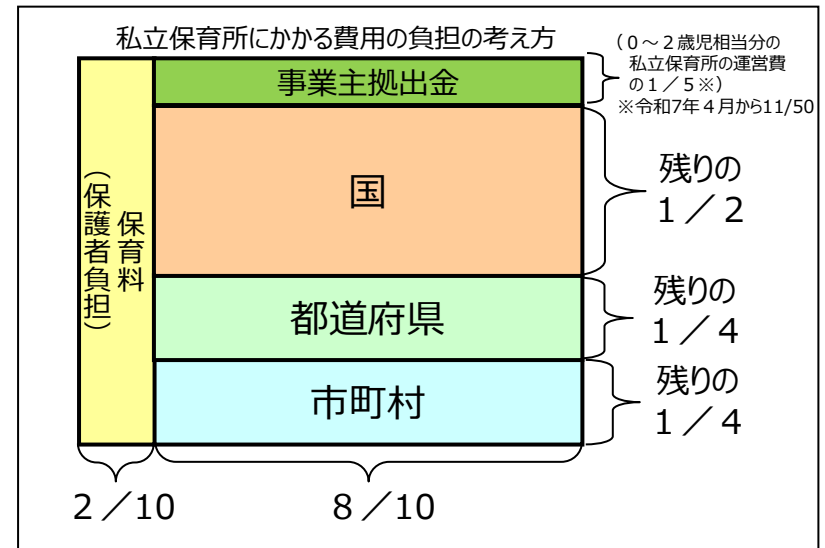 私立保育所にかかる費用の負担の考え方
（０～２歳児相当分の
私立保育所の運営費
の１／５※）
※令和7年４月から11/50
事業主拠出金
国
残りの
１／２
保育料
（保護者負担）
都道府県
残りの
１／４
市町村
残りの
１／４
２／10
８／10